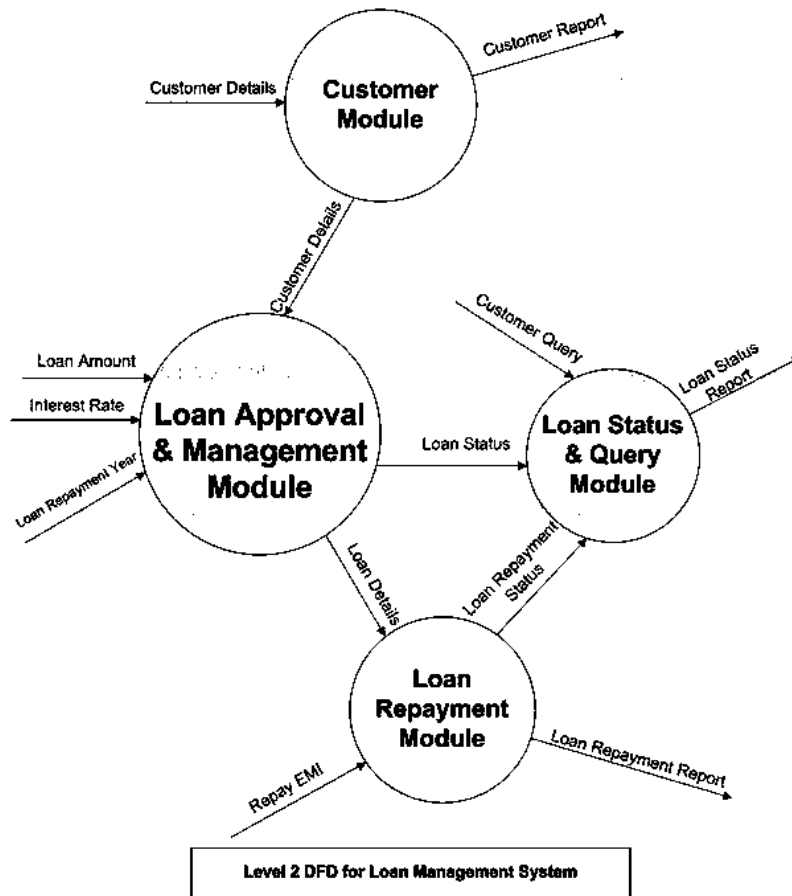 Customer Report
Customer Details
Customer
Module
Customer Details
Customer Query
Loan Status
Report
Loan Amount
Interest Rate
Loan Repayment Year
Loan Approval
& Management
Module
Loan Status
Loan Status
& Query
Module
Loan Details
Loan Repayment
Status
Loan
Repayment
Module
Repay EMI
Loan Repayment Report
Level 2 DFD for Loan Management System